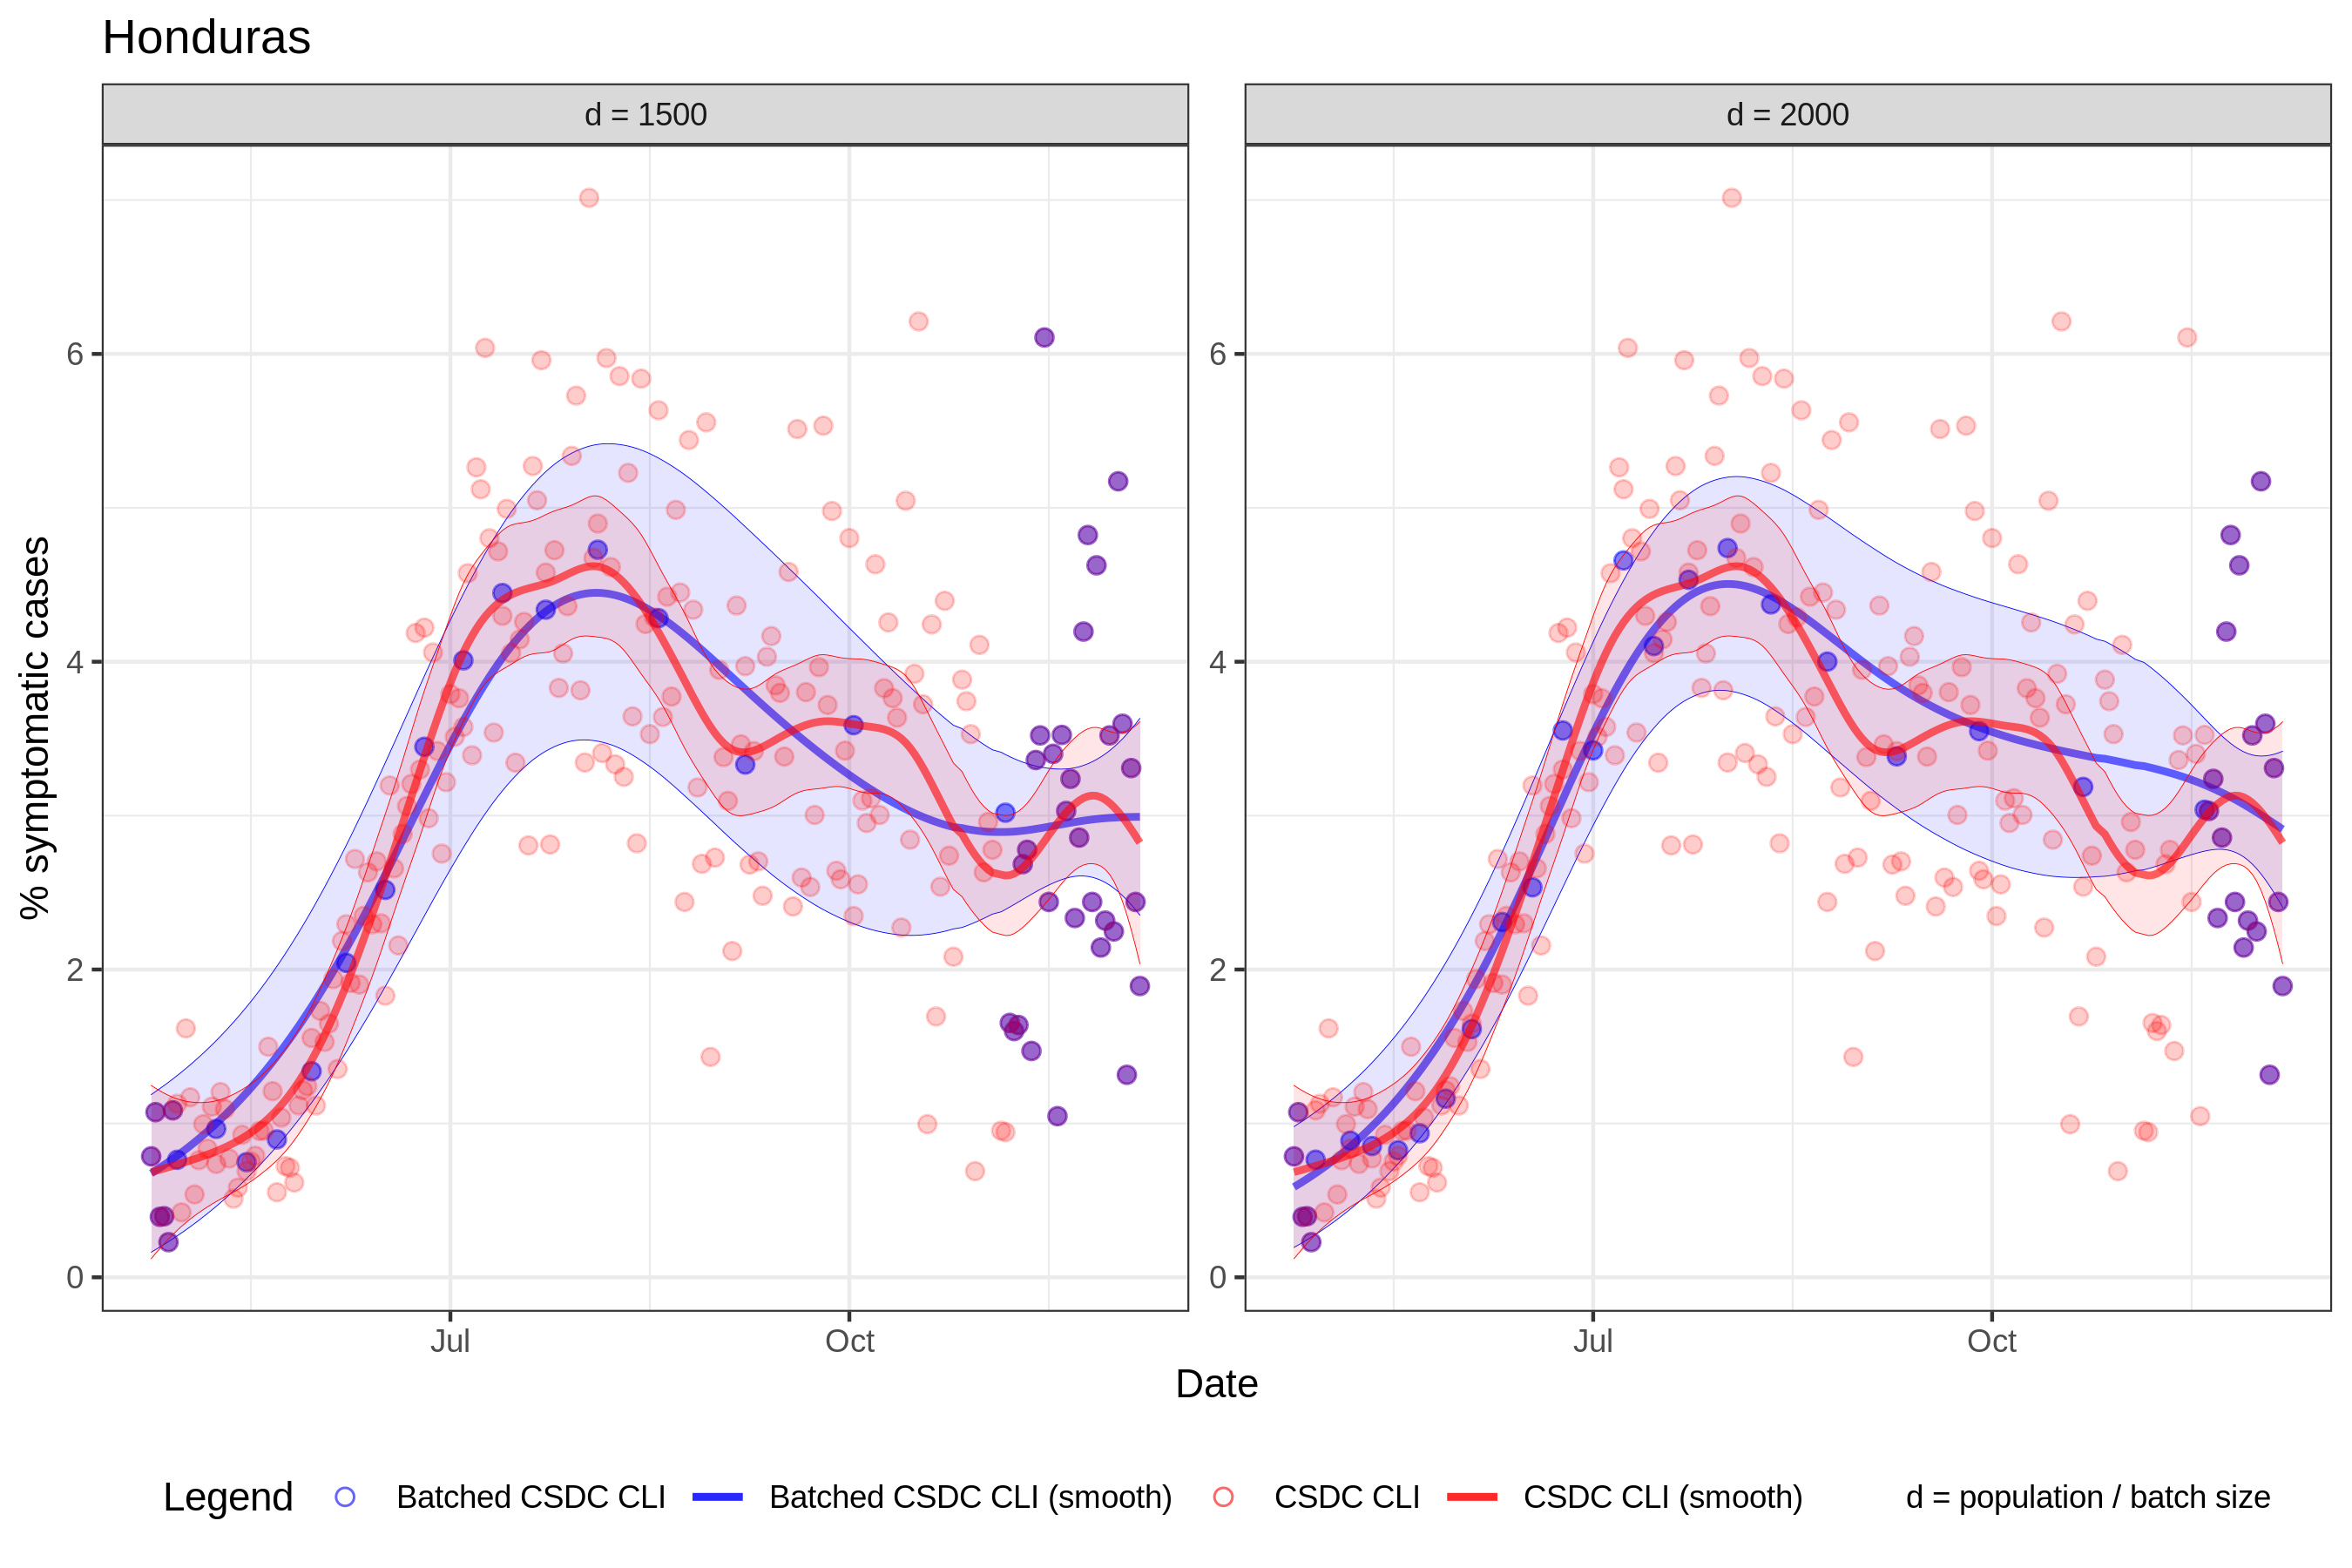 Honduras
d = 1500
d = 2000
% symptomatic cases
6
4
2
0
6
4
2
0
Jul
Oct
Jul
Oct
Date
Legend Batched CSDC CLI Batched CSDC CLI (smooth) CSDC CLI CSDC CLI (smooth) d = population / batch size